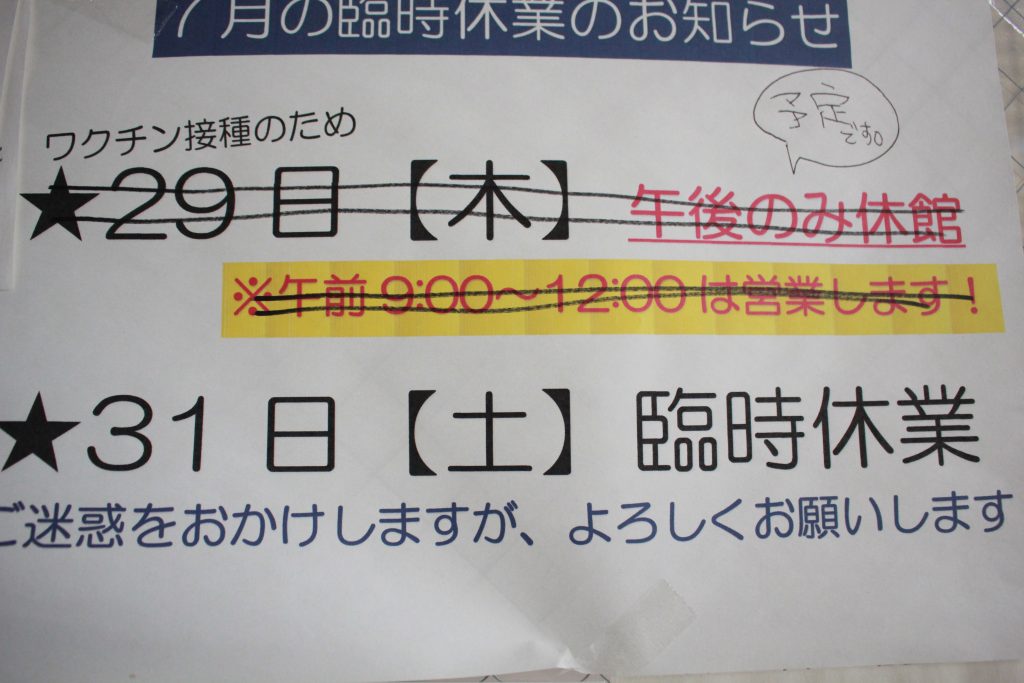 ７月の臨時休業のお知らせ
予定
です。
ワクチン接種のため
★29日【木】 午後のみ休館
※午前9:00～12:00は営業します！
★31日【土】 臨時休業
ご迷惑をおかけしますが、よろしくお願いします